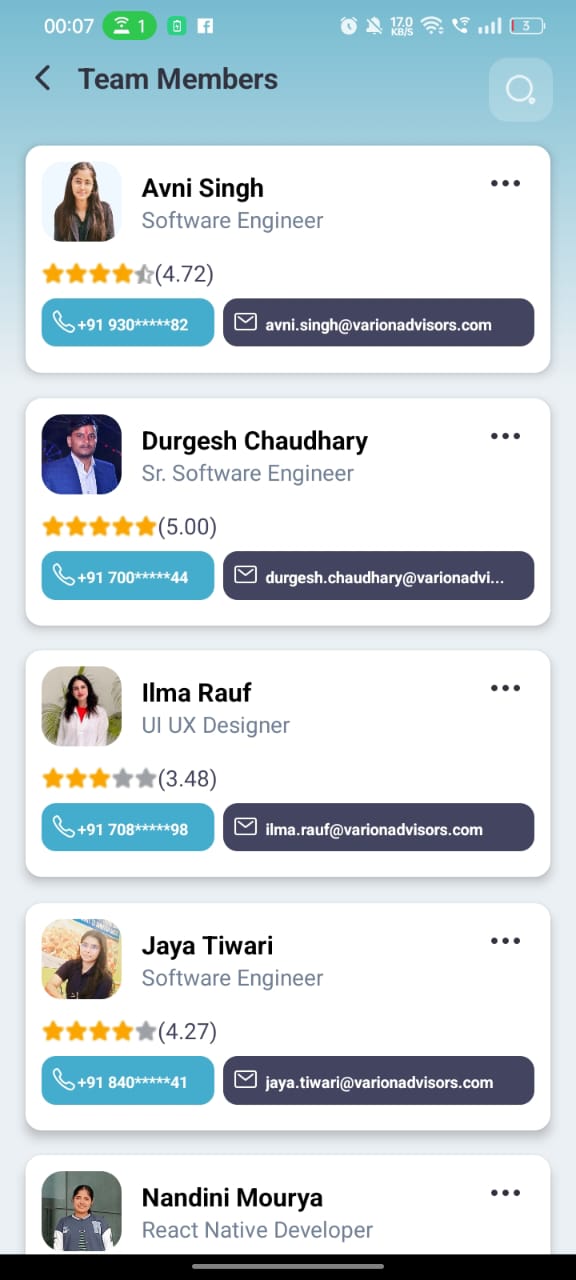 00:07 1 17.0 KB/S 3
Team Members
Avni Singh
Software Engineer
(4.72)
+91 930*****82 avni.singh@varionadvisors.com
Durgesh Chaudhary
Sr. Software Engineer
(5.00)
+91 700*****44 durgesh.chaudhary@varionadvi...
Ilma Rauf
UI UX Designer
(3.48)
+91 708*****98 ilma.rauf@varionadvisors.com
Jaya Tiwari
Software Engineer
(4.27)
+91 840*****41 jaya.tiwari@varionadvisors.com
Nandini Mourya
React Native Developer